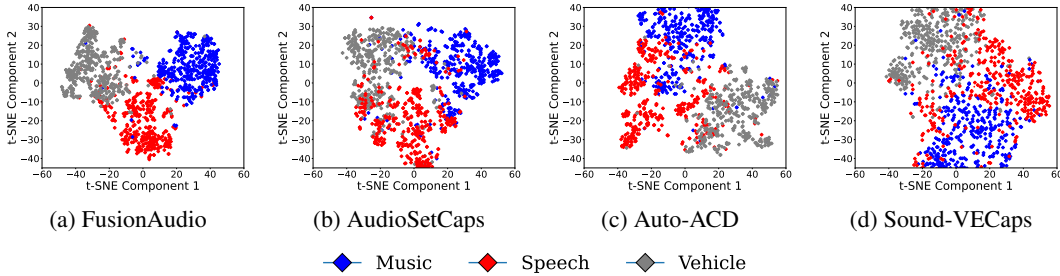 40
30
20
10
0
−10
−20
−30
−40
t-SNE Component 2
−60 −40 −20 0 20 40 60
t-SNE Component 1
(a) FusionAudio
40
30
20
10
0
−10
−20
−30
−40
t-SNE Component 2
−60 −40 −20 0 20 40 60
t-SNE Component 1
(b) AudioSetCaps
40
30
20
10
0
−10
−20
−30
−40
t-SNE Component 2
−60 −40 −20 0 20 40 60
t-SNE Component 1
(c) Auto-ACD
40
30
20
10
0
−10
−20
−30
−40
t-SNE Component 2
−60 −40 −20 0 20 40 60
t-SNE Component 1
(d) Sound-VECaps
Music Speech Vehicle